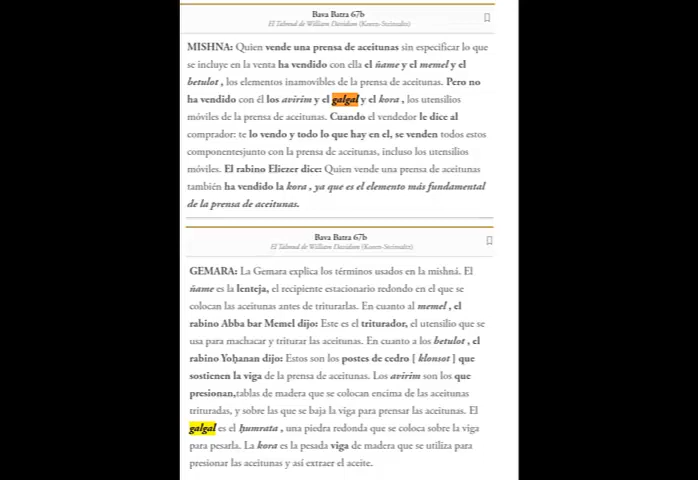 Bava Batra 67b
El Talmud de William Davidson (Koren-Steinsaltz)
MISHNA: Quien vende una prensa de aceitunas sin especificar lo que
se incluye en la venta ha vendido con ella el ñame y el memel y el
betulot , los elementos inamovibles de la prensa de aceitunas. Pero no
ha vendido con él los avirim y el galgal y el kora , los utensilios
móviles de la prensa de aceitunas. Cuando el vendedor le dice al
comprador: te lo vendo y todo lo que hay en el, se venden todos estos
componentesjunto con la prensa de aceitunas, incluso los utensilios
móviles. El rabino Eliezer dice: Quien vende una prensa de aceitunas
también ha vendido la kora , ya que es el elemento más fundamental
de la prensa de aceitunas.
Bava Batra 67b
El Talmud de William Davidson (Koren-Steinsaltz)
GEMARA: La Gemara explica los términos usados en la mishná. El
ñame es la lenteja, el recipiente estacionario redondo en el que se
colocan las aceitunas antes de triturarlas. En cuanto al memel , el
rabino Abba bar Memel dijo: Este es el triturador, el utensilio que se
usa para machacar y triturar las aceitunas. En cuanto a los betulot , el
rabino Yoḥanan dijo: Estos son los postes de cedro [ klonsot ] que
sostienen la viga de la prensa de aceitunas. Los avirim son los que
presionan,tablas de madera que se colocan encima de las aceitunas
trituradas, y sobre las que se baja la viga para prensar las aceitunas. El
galgal es el ḥumrata , una piedra redonda que se coloca sobre la viga
para pesarla. La kora es la pesada viga de madera que se utiliza para
presionar las aceitunas y así extraer el aceite.